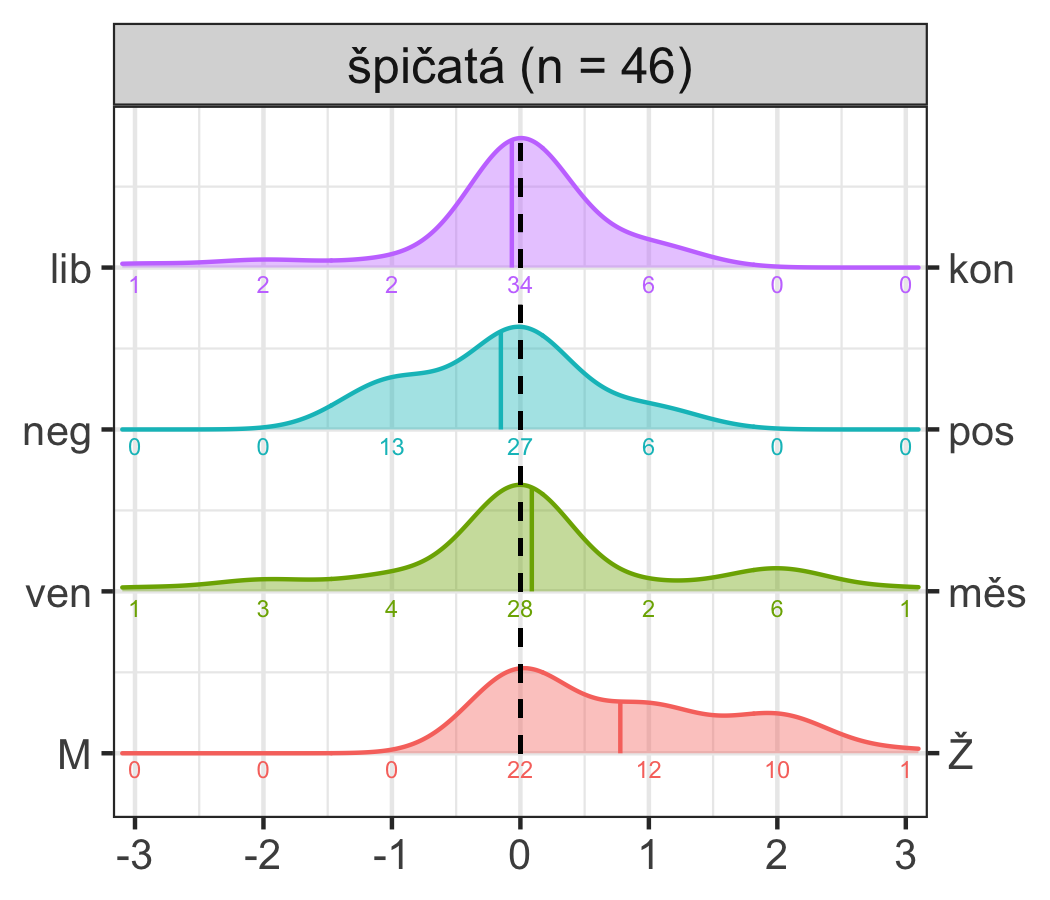 špičatá (n = 46)
lib kon
1 2 2 34 6 0 0
neg pos
0 0 13 27 6 0 0
ven měs
1 3 4 28 2 6 1
M Ž
0 0 0 22 12 10 1
-3 -2 -1 0 1 2 3